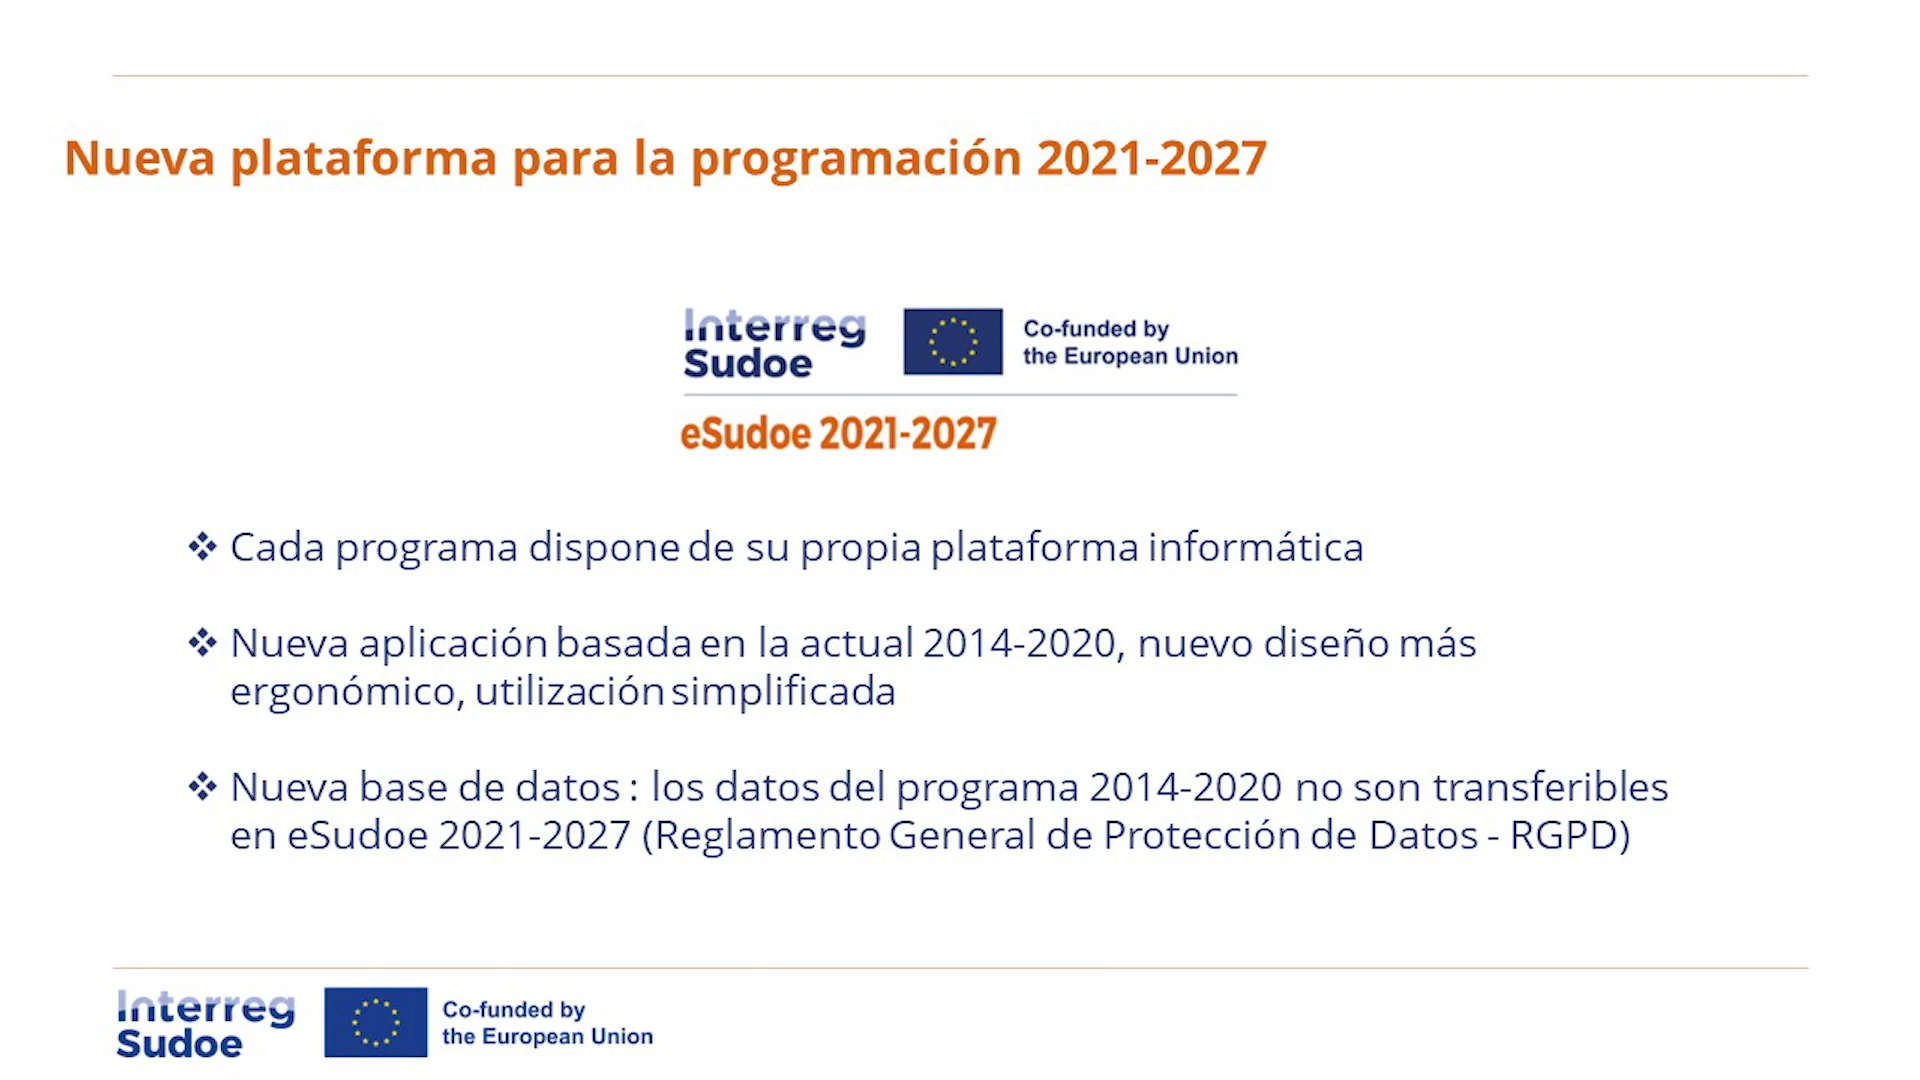 Nueva plataforma para la programación 2021-2027
Interreg
Sudoe
Co-funded by
the European Union
eSudoe 2021-2027
❖ Cada programa dispone de su propia plataforma informática
❖ Nueva aplicación basada en la actual 2014-2020, nuevo diseño más
ergonómico, utilización simplificada
❖ Nueva base de datos : los datos del programa 2014-2020 no son transferibles
en eSudoe 2021-2027 (Reglamento General de Protección de Datos - RGPD)
Interreg
Sudoe
Co-funded by
the European Union